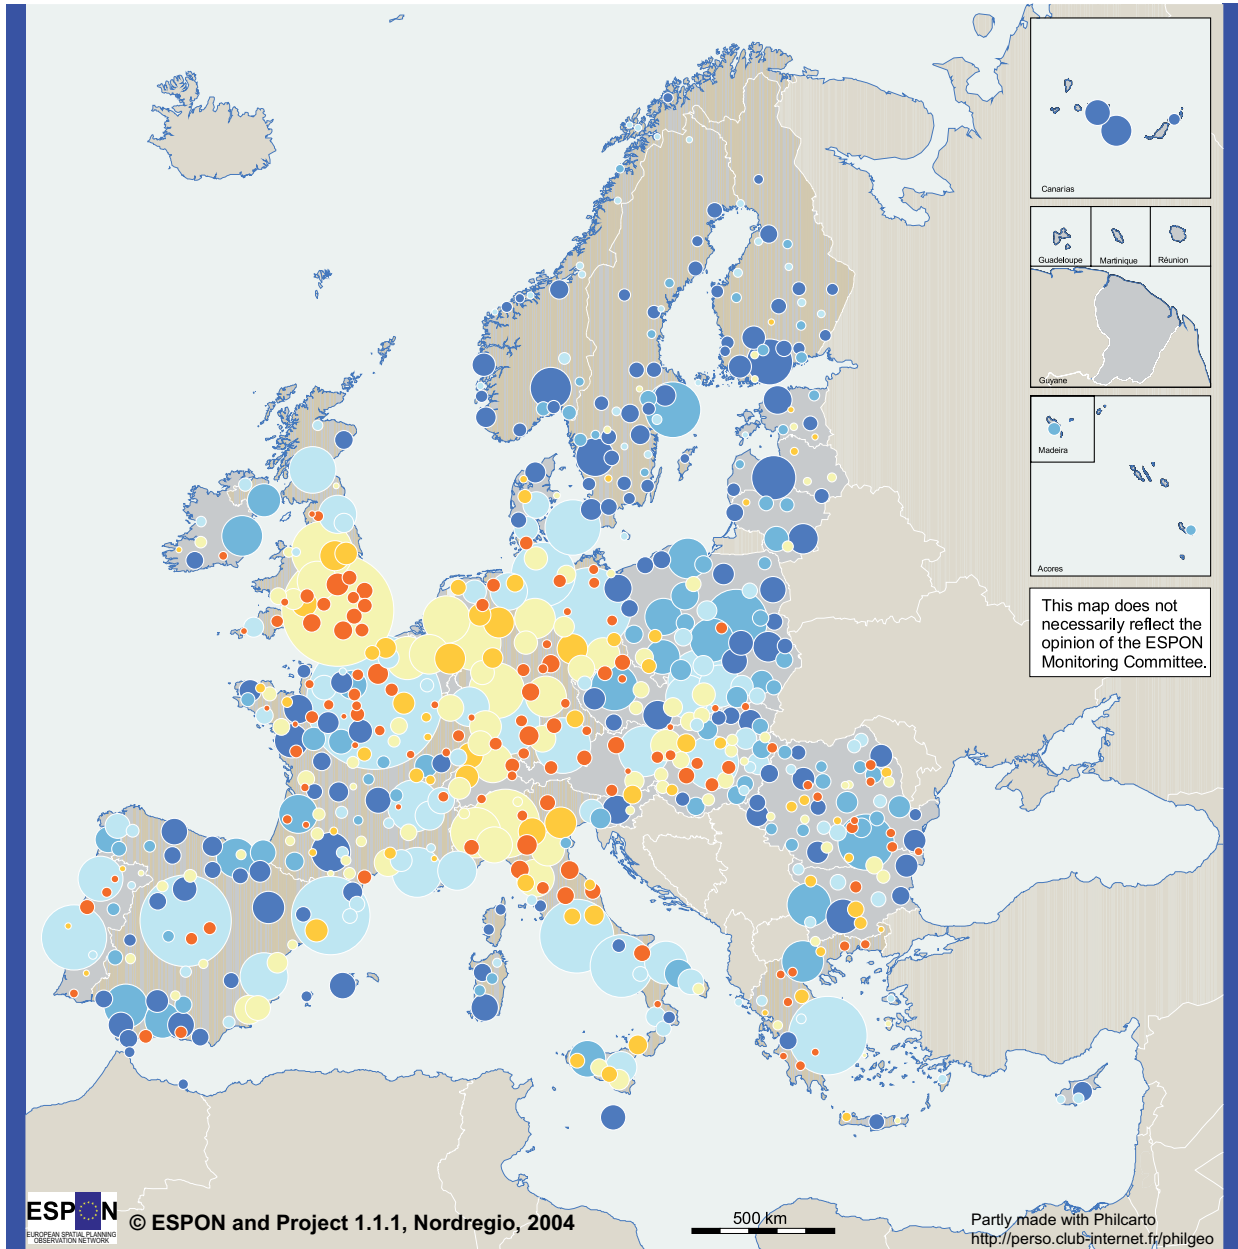 Canarias
Guadeloupe
Martinique
Réunion
Guyane
Madeira
Acores
This map does not
necessarily reflect the
opinion of the ESPON
Monitoring Committee.
ESPON
EUROPEAN SPATIAL PLANNING
OBSERVATION NETWORK
© ESPON and Project 1.1.1, Nordregio, 2004
500 km
Partly made with Philcarto
http://perso.club-internet.fr/philgeo